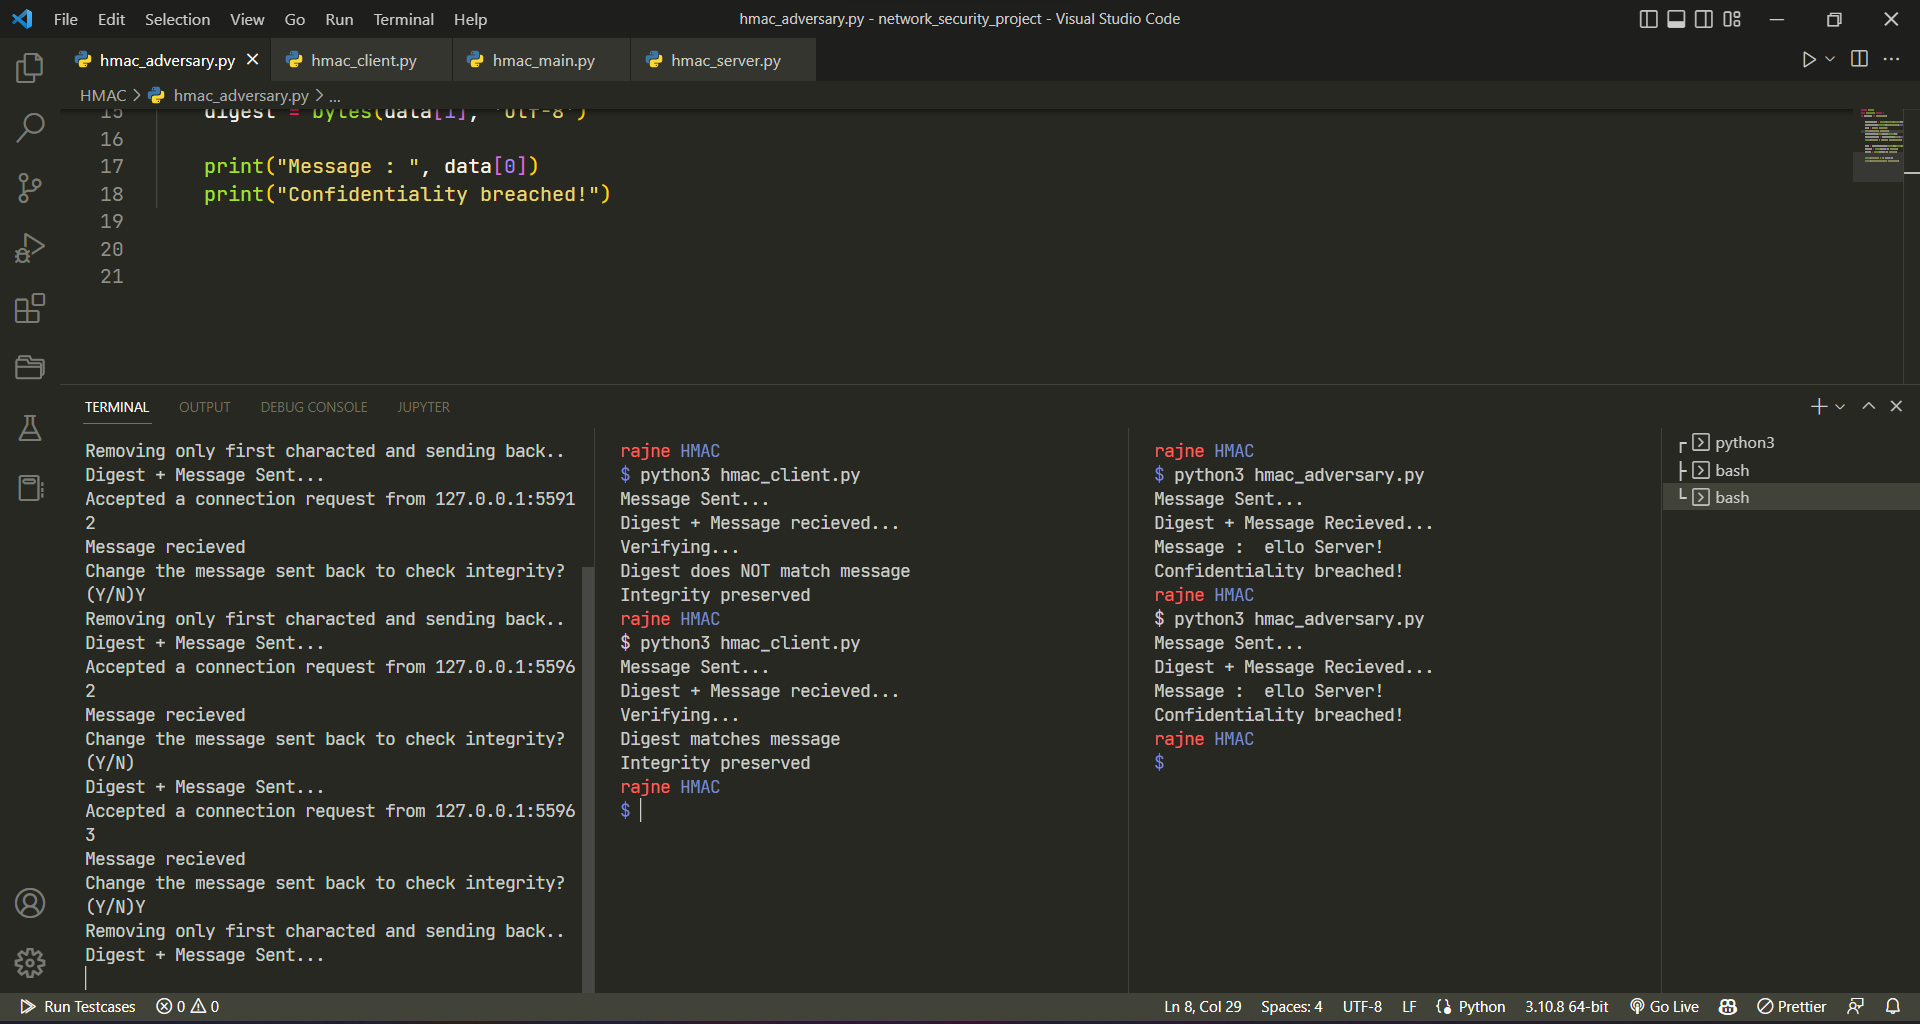 File Edit Selection View Go Run Terminal Help
hmac_adversary.py - network_security_project - Visual Studio Code
hmac_adversary.py
hmac_client.py
hmac_main.py
hmac_server.py
HMAC > hmac_adversary.py > ...
15 digest = bytes(data[1], 'utf-8')
16
17 print("Message : ", data[0])
18 print("Confidentiality breached!")
19
20
21
TERMINAL OUTPUT DEBUG CONSOLE JUPYTER
Removing only first characted and sending back..
Digest + Message Sent...
Accepted a connection request from 127.0.0.1:5591
2
Message recieved
Change the message sent back to check integrity?
(Y/N)Y
Removing only first characted and sending back..
Digest + Message Sent...
Accepted a connection request from 127.0.0.1:5596
2
Message recieved
Change the message sent back to check integrity?
(Y/N)
Digest + Message Sent...
Accepted a connection request from 127.0.0.1:5596
3
Message recieved
Change the message sent back to check integrity?
(Y/N)Y
Removing only first characted and sending back..
Digest + Message Sent...
rajne HMAC
$ python3 hmac_client.py
Message Sent...
Digest + Message recieved...
Verifying...
Digest does NOT match message
Integrity preserved
rajne HMAC
$ python3 hmac_client.py
Message Sent...
Digest + Message recieved...
Verifying...
Digest matches message
Integrity preserved
rajne HMAC
$
rajne HMAC
$ python3 hmac_adversary.py
Message Sent...
Digest + Message Recieved...
Message :  ello Server!
Confidentiality breached!
rajne HMAC
$ python3 hmac_adversary.py
Message Sent...
Digest + Message Recieved...
Message :  ello Server!
Confidentiality breached!
rajne HMAC
$
python3
bash
bash
Run Testcases 0 0
Ln 8, Col 29 Spaces: 4 UTF-8 LF Python 3.10.8 64-bit Go Live Prettier